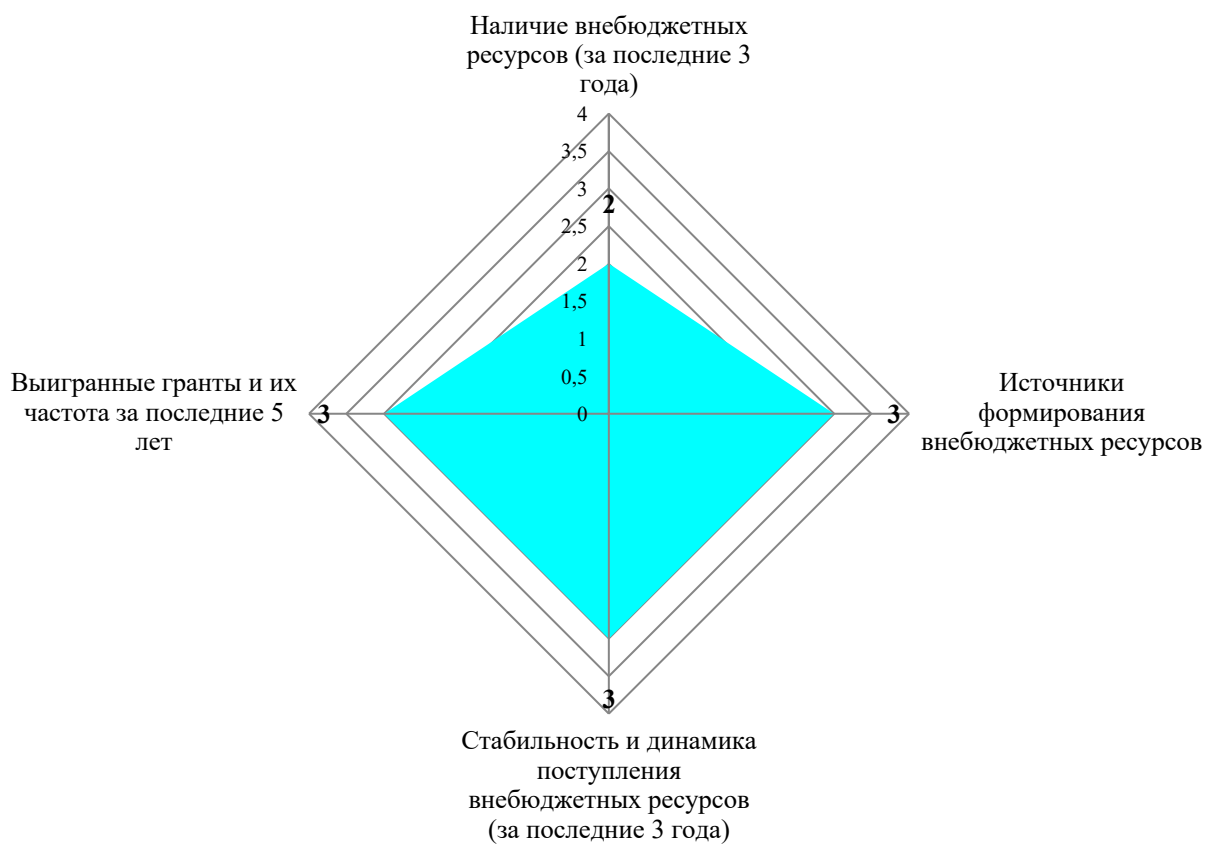 Наличие внебюджетных
ресурсов (за последние 3
года)
4
3,5
3
2
2,5
2
1,5
1
0,5
0
Выигранные гранты и их
частота за последние 5
лет
3
3
Источники
формирования
внебюджетных ресурсов
3
Стабильность и динамика
поступления
внебюджетных ресурсов
(за последние 3 года)